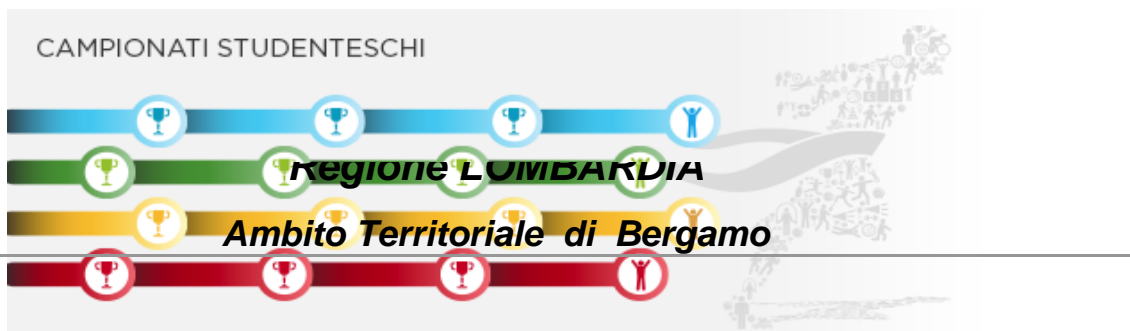 CAMPIONATI STUDENTESCHI
Regione LOMBARDIA
Ambito Territoriale di Bergamo